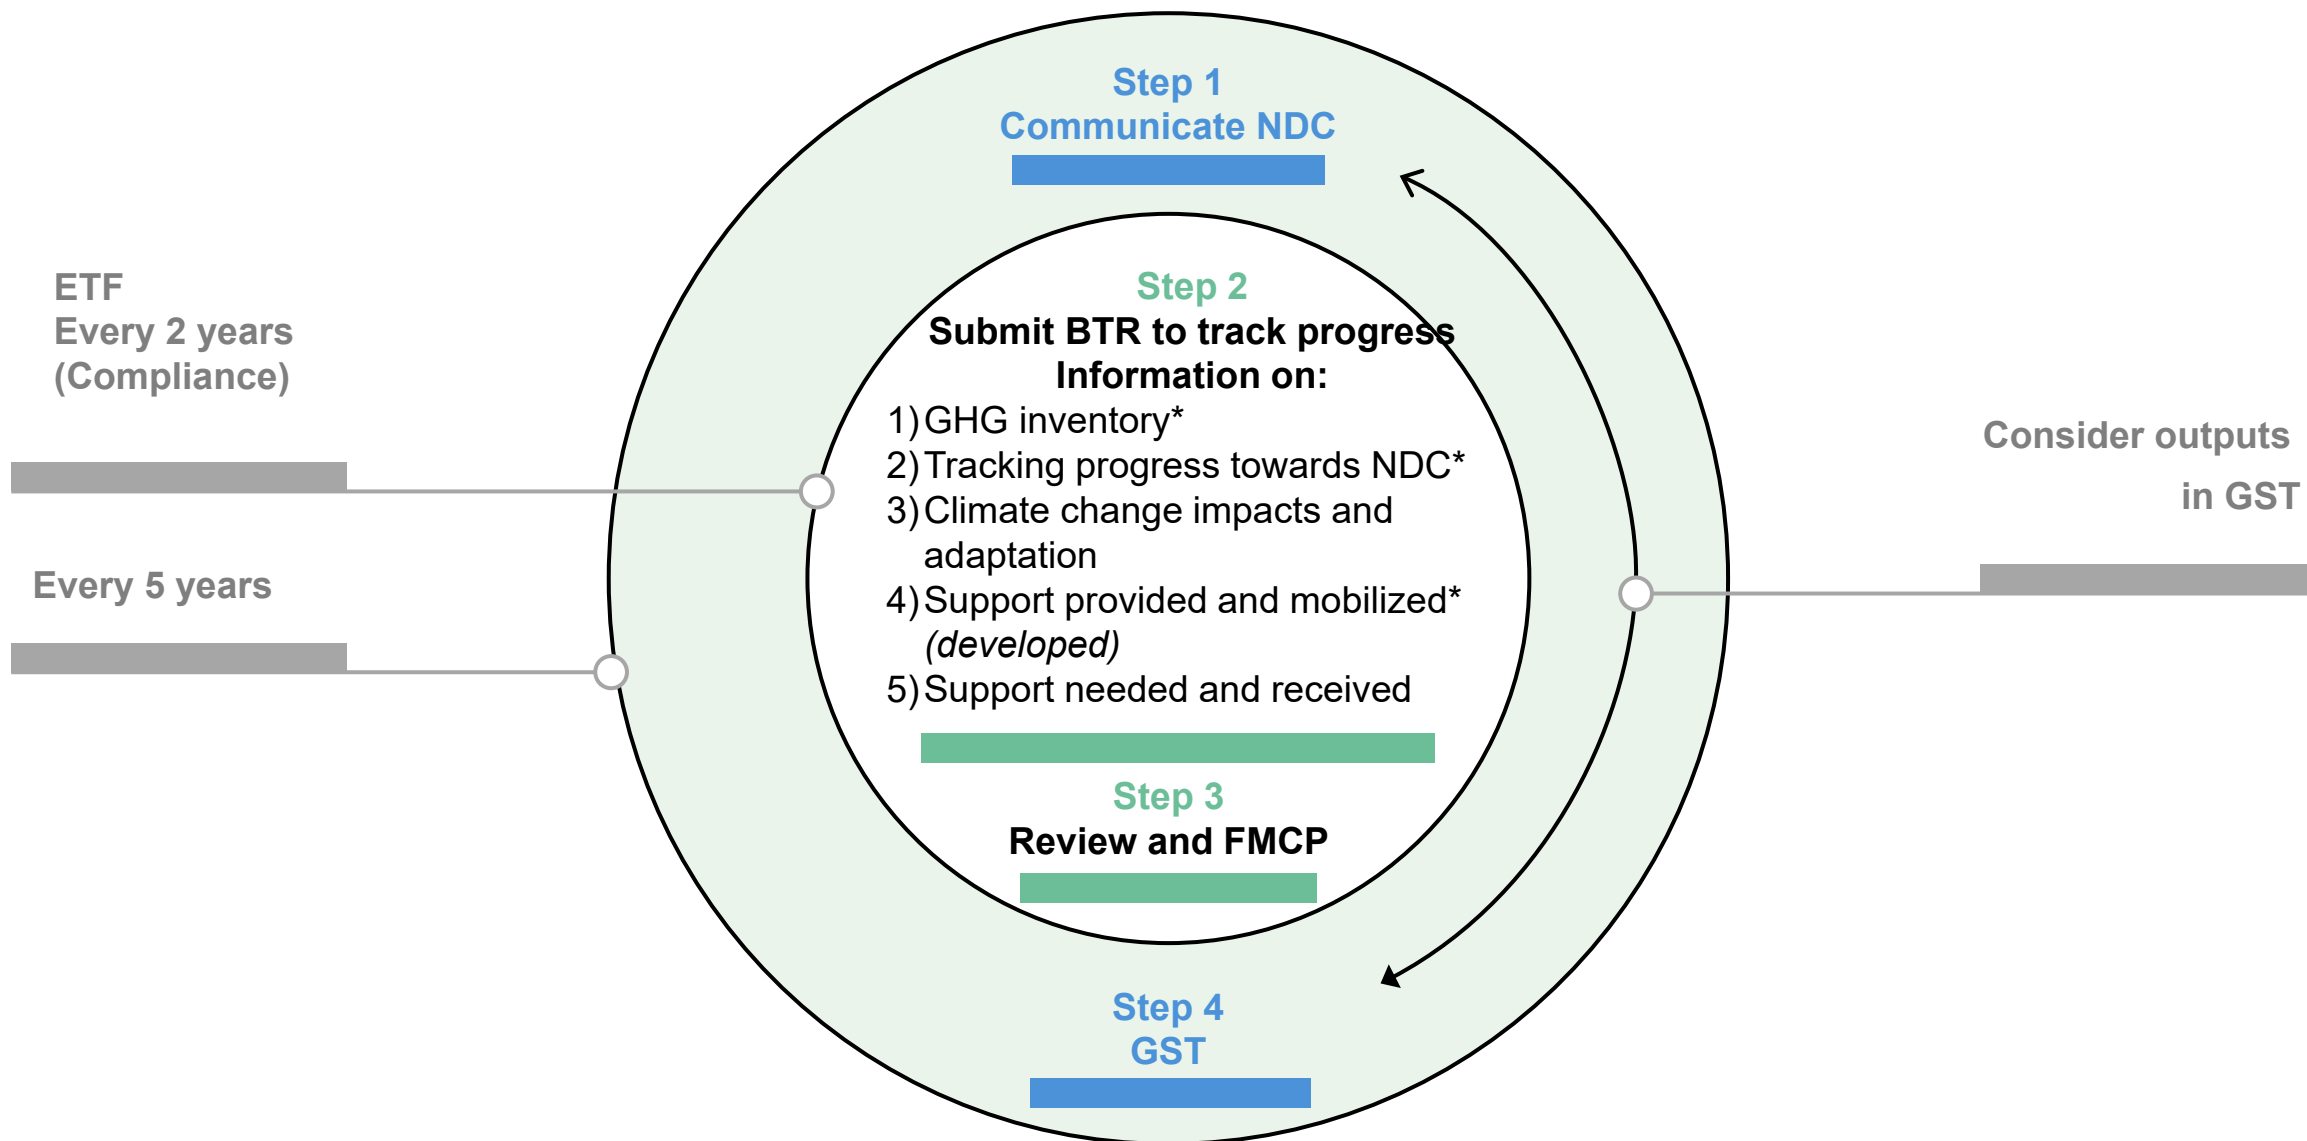 Step 1
Communicate NDC
ETF
Every 2 years
(Compliance)
Every 5 years
Step 2
Submit BTR to track progress
Information on:
1) GHG inventory*
2) Tracking progress towards NDC*
3) Climate change impacts and
adaptation
4) Support provided and mobilized*
(developed)
5) Support needed and received
Step 3
Review and FMCP
Consider outputs
in GST
Step 4
GST